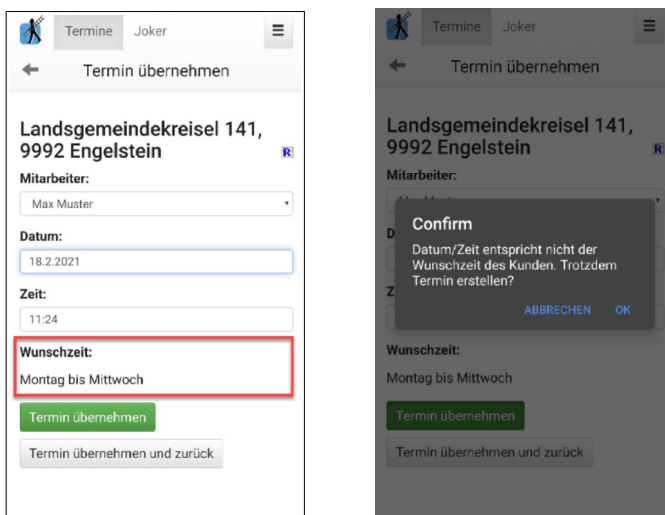 Termine Joker
Termin übernehmen
Landsgemeindekreisel 141,
9992 Engelstein
R
Mitarbeiter:
Max Muster
Datum:
18.2.2021
Zeit:
11:24
Wunschzeit:
Montag bis Mittwoch
Termin übernehmen
Termin übernehmen und zurück
Termine Joker
Termin übernehmen
Landsgemeindekreisel 141,
9992 Engelstein
R
Mitarbeiter:
D
Confirm
Datum/Zeit entspricht nicht der
Wunschzeit des Kunden. Trotzdem
Termin erstellen?
Z
ABBRECHEN OK
Wunschzeit:
Montag bis Mittwoch
Termin übernehmen
Termin übernehmen und zurück